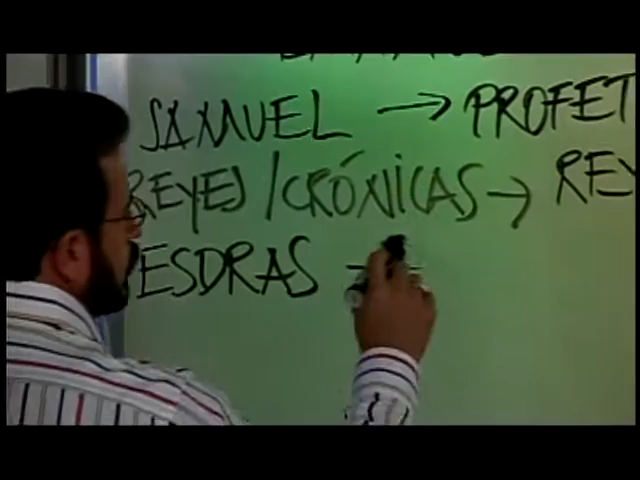 SAMUEL → PROFET
REYES/CRÓNICAS → REY
ESDRAS